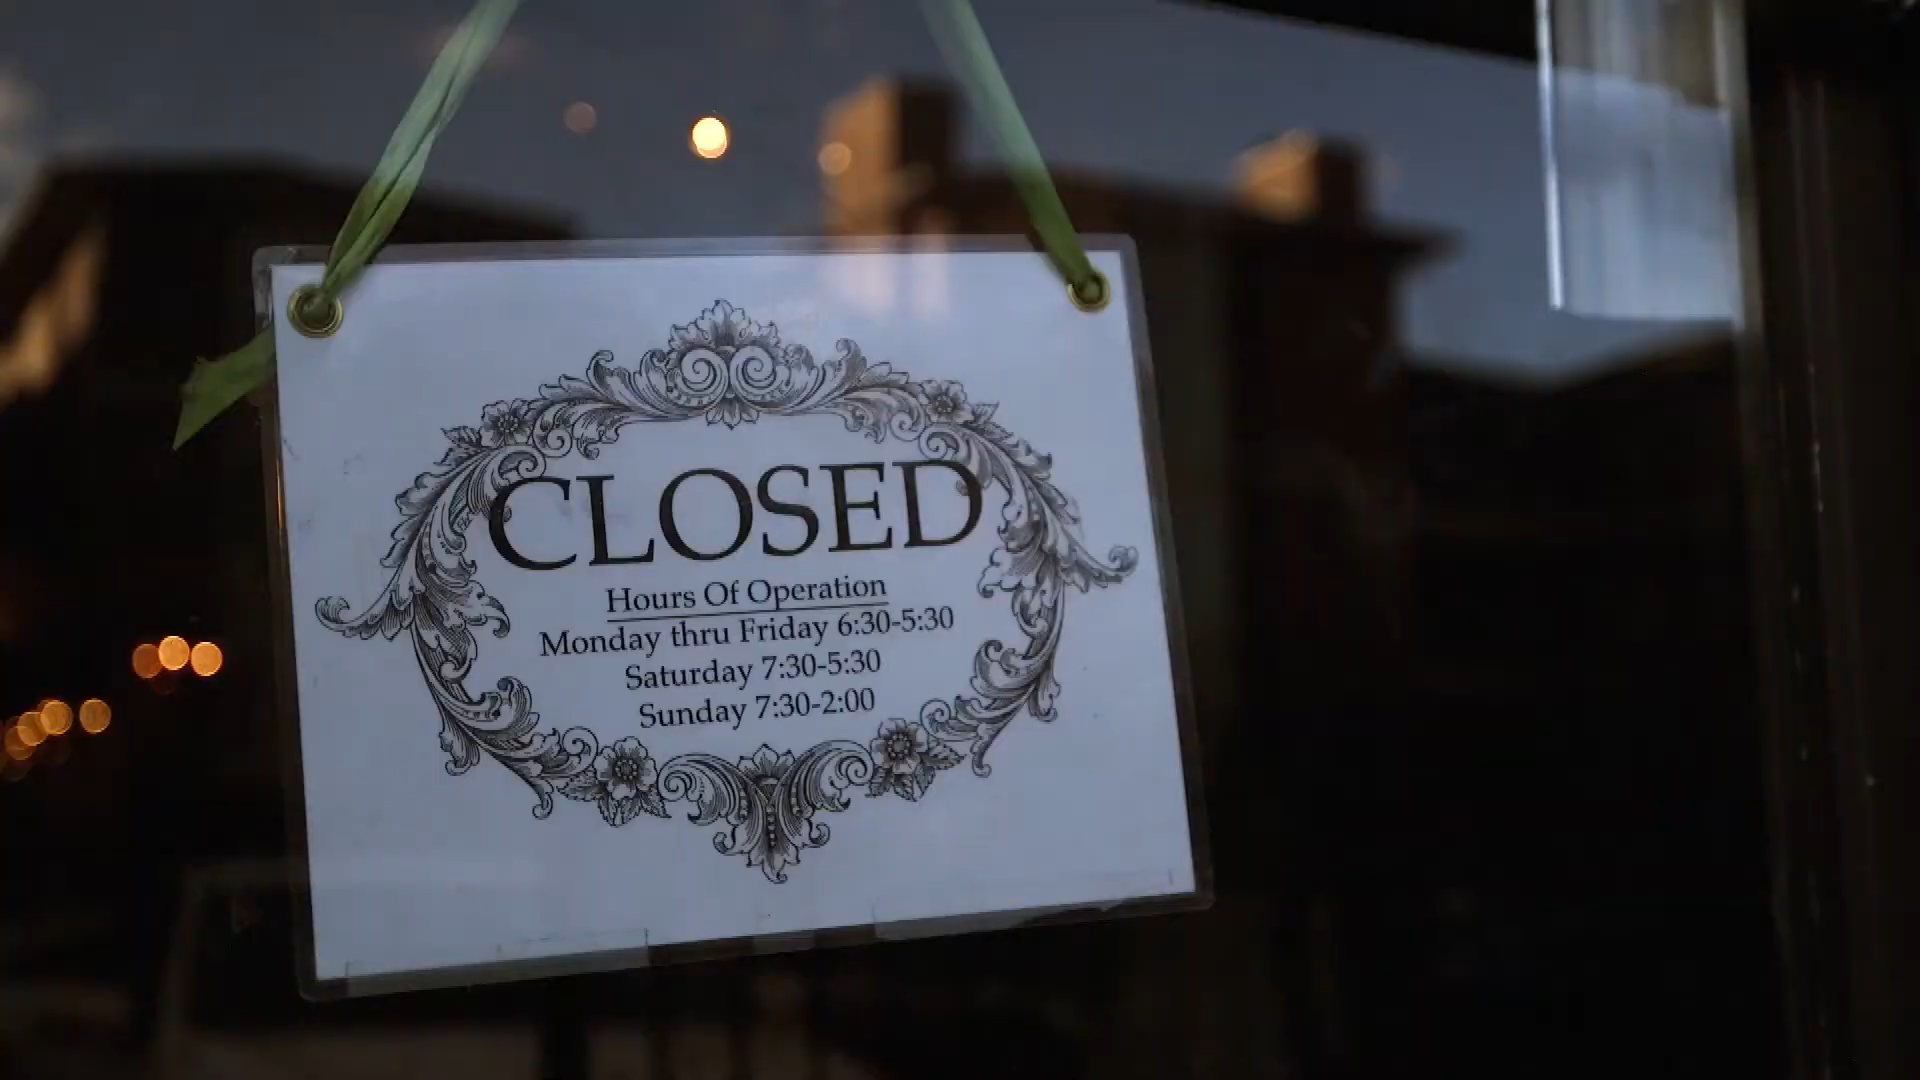 CLOSED
Hours Of Operation
Monday thru Friday 6:30-5:30
Saturday 7:30-5:30
Sunday 7:30-2:00